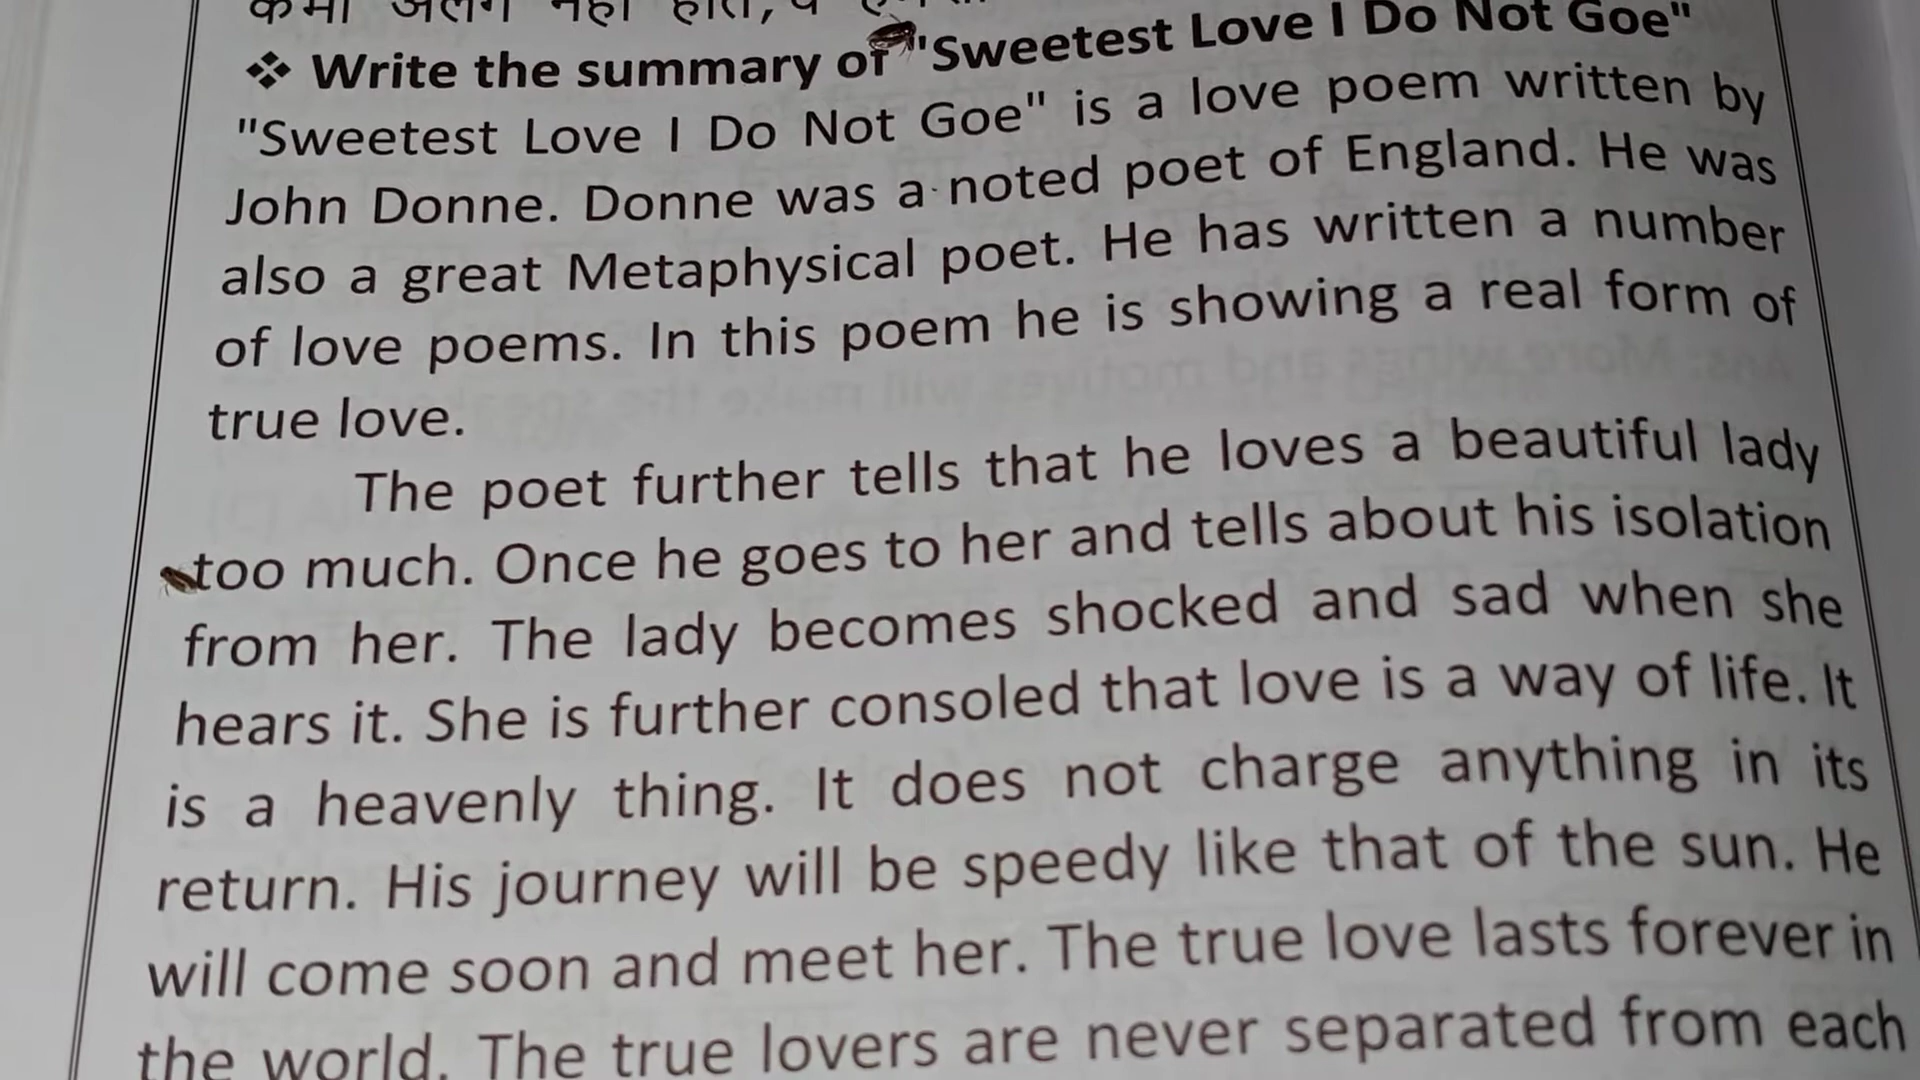 ❖ Write the summary of "Sweetest Love I Do Not Goe"
"Sweetest Love I Do Not Goe" is a love poem written by
John Donne. Donne was a noted poet of England. He was
also a great Metaphysical poet. He has written a number
of love poems. In this poem he is showing a real form of
true love.
The poet further tells that he loves a beautiful lady
too much. Once he goes to her and tells about his isolation
from her. The lady becomes shocked and sad when she
hears it. She is further consoled that love is a way of life. It
is a heavenly thing. It does not charge anything in its
return. His journey will be speedy like that of the sun. He
will come soon and meet her. The true love lasts forever in
the world. The true lovers are never separated from each